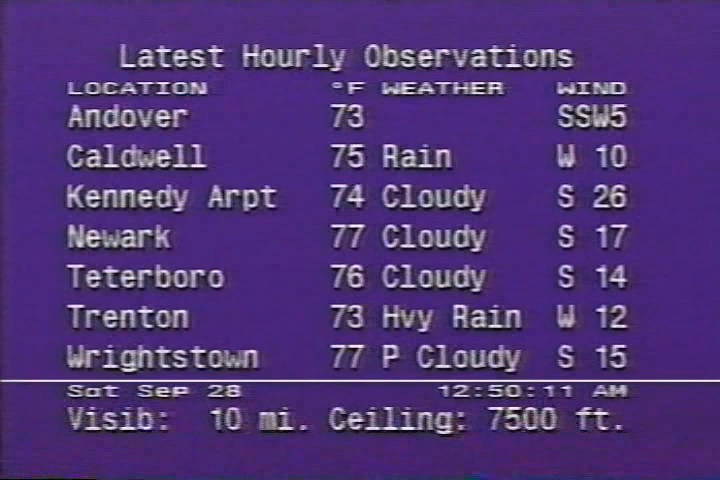 Latest Hourly Observations
LOCATION °F WEATHER WIND
Andover 73 SSW5
Caldwell 75 Rain W 10
Kennedy Arpt 74 Cloudy S 26
Newark 77 Cloudy S 17
Teterboro 76 Cloudy S 14
Trenton 73 Hvy Rain W 12
Wrightstown 77 P Cloudy S 15
Sat Sep 28 12:50:11 AM
Visib: 10 mi. Ceiling: 7500 ft.